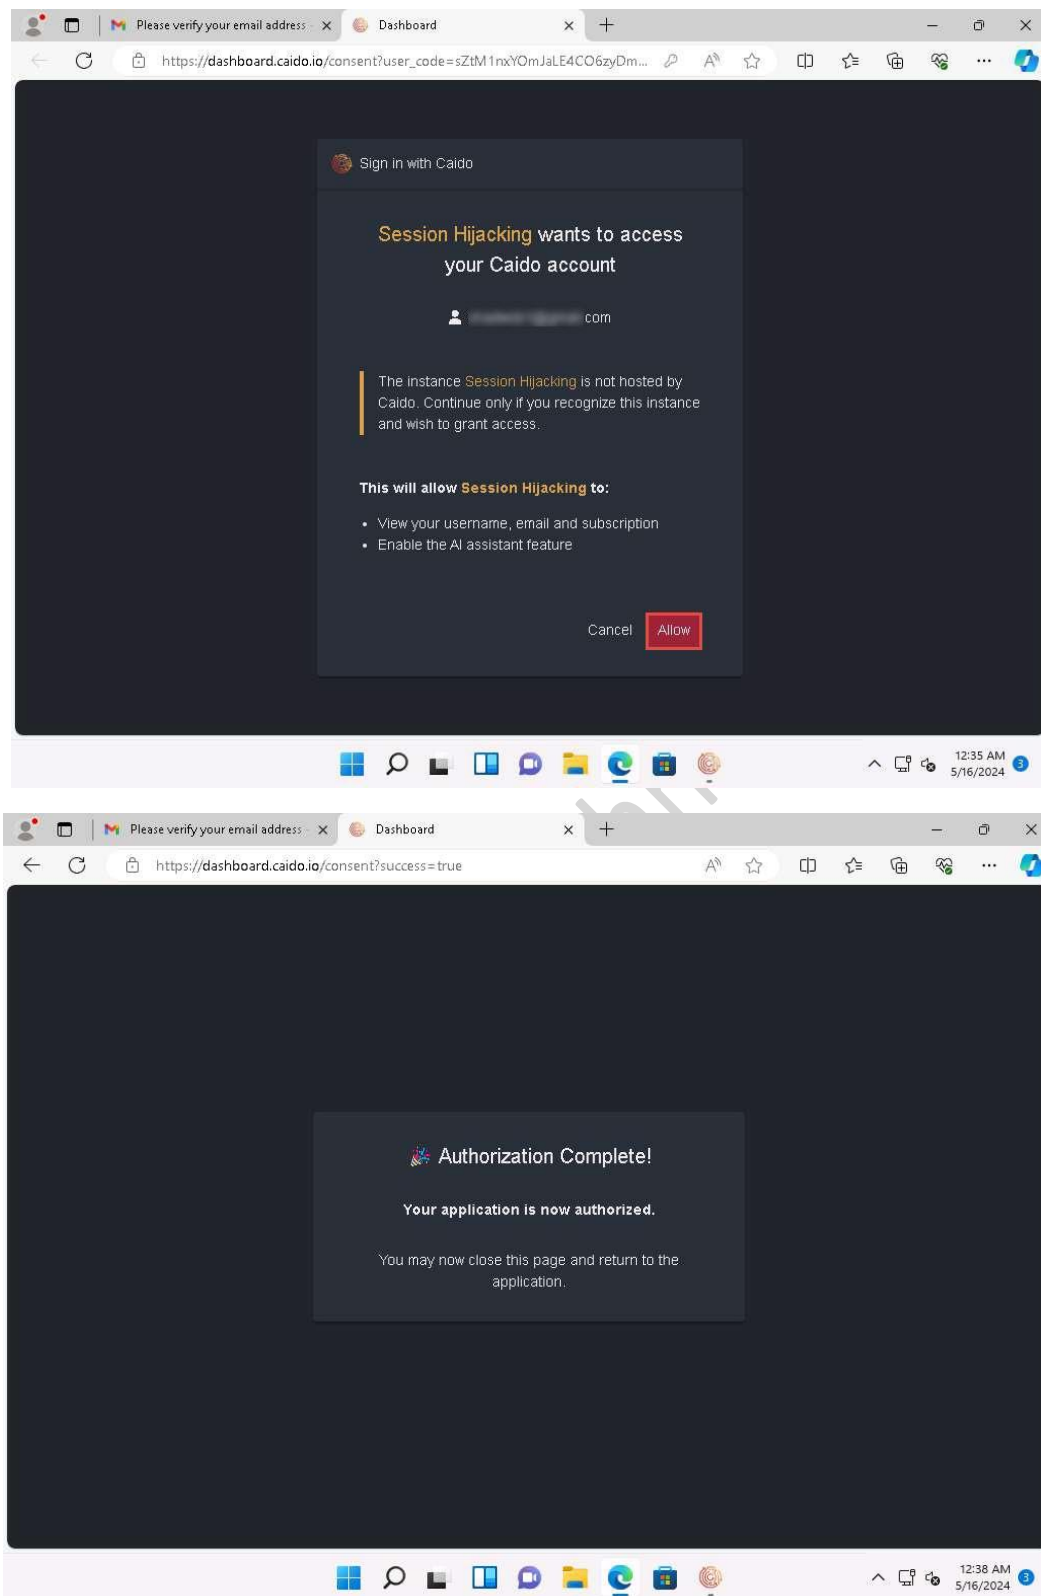 Please verify your email address -
Dashboard
https://dashboard.caido.io/consent?user_code=sZtM1nxYOmJaLE4CO6zyDm...
Sign in with Caido
Session Hijacking wants to access
your Caido account
com
The instance Session Hijacking is not hosted by
Caido. Continue only if you recognize this instance
and wish to grant access.
This will allow Session Hijacking to:
• View your username, email and subscription
• Enable the AI assistant feature
Cancel Allow
12:35 AM
5/16/2024
3
Please verify your email address -
Dashboard
https://dashboard.caido.io/consent?success=true
Authorization Complete!
Your application is now authorized.
You may now close this page and return to the
application.
12:38 AM
5/16/2024
3